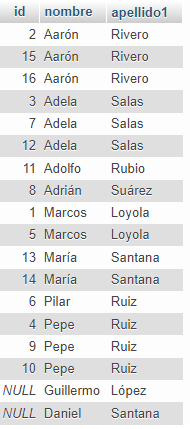 id nombre apellido1
2 Aarón Rivero
15 Aarón Rivero
16 Aarón Rivero
3 Adela Salas
7 Adela Salas
12 Adela Salas
11 Adolfo Rubio
8 Adrián Suárez
1 Marcos Loyola
5 Marcos Loyola
13 María Santana
14 María Santana
6 Pilar Ruiz
4 Pepe Ruiz
9 Pepe Ruiz
10 Pepe Ruiz
NULL Guillermo López
NULL Daniel Santana